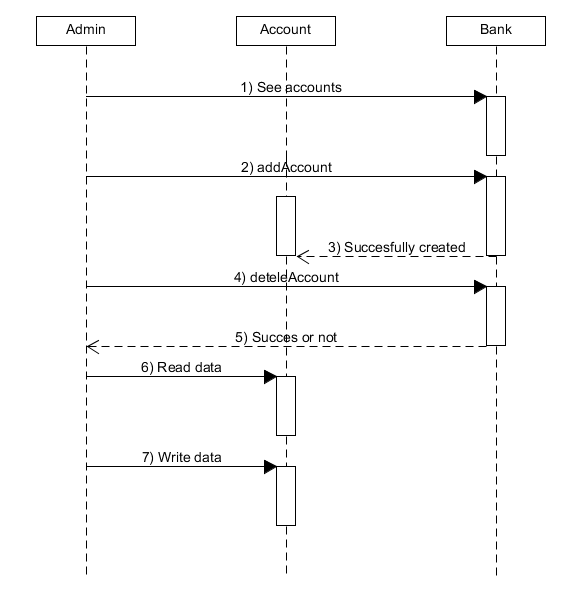 Admin
Account
Bank
1) See accounts
2) addAccount
3) Succesfully created
4) deteleAccount
5) Succes or not
6) Read data
7) Write data